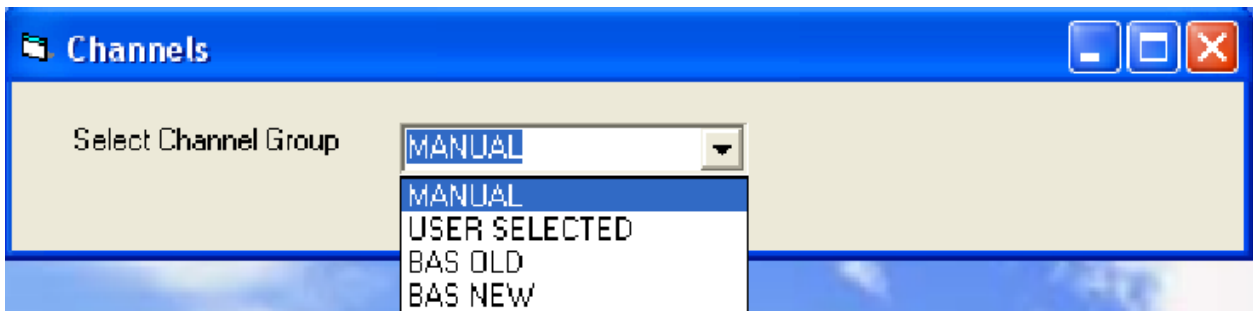 Channels
Select Channel Group
MANUAL
MANUAL
USER SELECTED
BAS OLD
BAS NEW